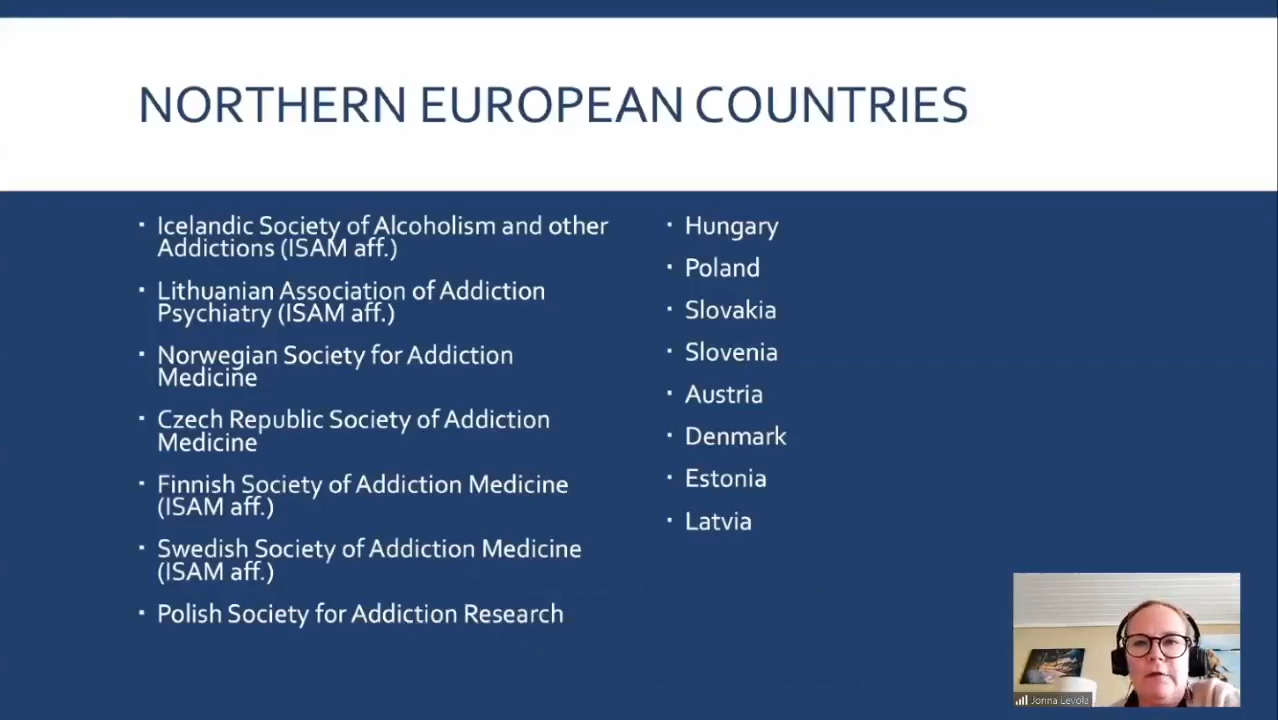 NORTHERN EUROPEAN COUNTRIES
▪ Icelandic Society of Alcoholism and other
Addictions (ISAM aff.)
▪ Lithuanian Association of Addiction
Psychiatry (ISAM aff.)
▪ Norwegian Society for Addiction
Medicine
▪ Czech Republic Society of Addiction
Medicine
▪ Finnish Society of Addiction Medicine
(ISAM aff.)
▪ Swedish Society of Addiction Medicine
(ISAM aff.)
▪ Polish Society for Addiction Research
▪ Hungary
▪ Poland
▪ Slovakia
▪ Slovenia
▪ Austria
▪ Denmark
▪ Estonia
▪ Latvia
Jonna Levola